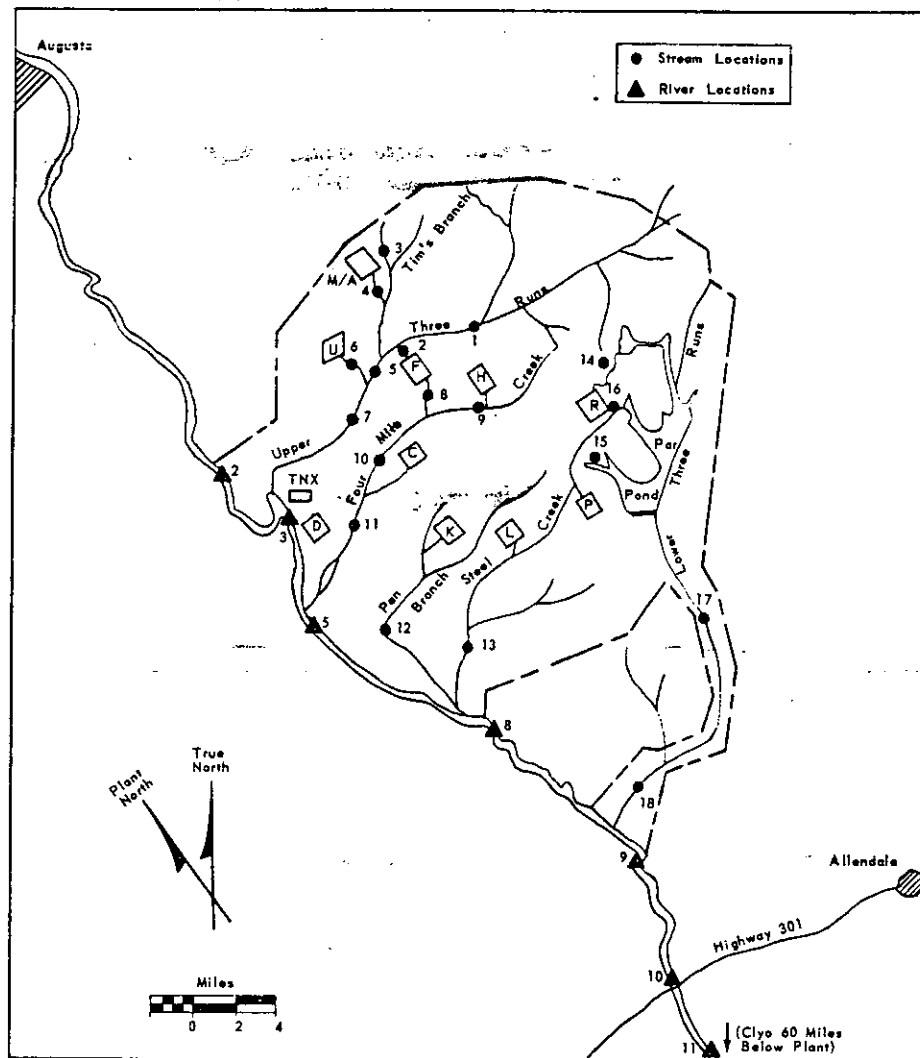 Augusta
Stream Locations
River Locations
Tim's Branch
3
M/A
4
Three
Runs
1
2
U
6
5
F
H
8
9
Creek
14
Runs
R
16
7
Upper
Mile
10
C
15
Par
Pond
Three
2
TNX
Four
3
D
11
K
L
Creek
P
Lower
Steel
Pen
Branch
5
12
13
17
8
True
North
Plant
North
18
9
Allendale
Highway 301
Miles
0 2 4
10
11
(Clyo 60 Miles
Below Plant)